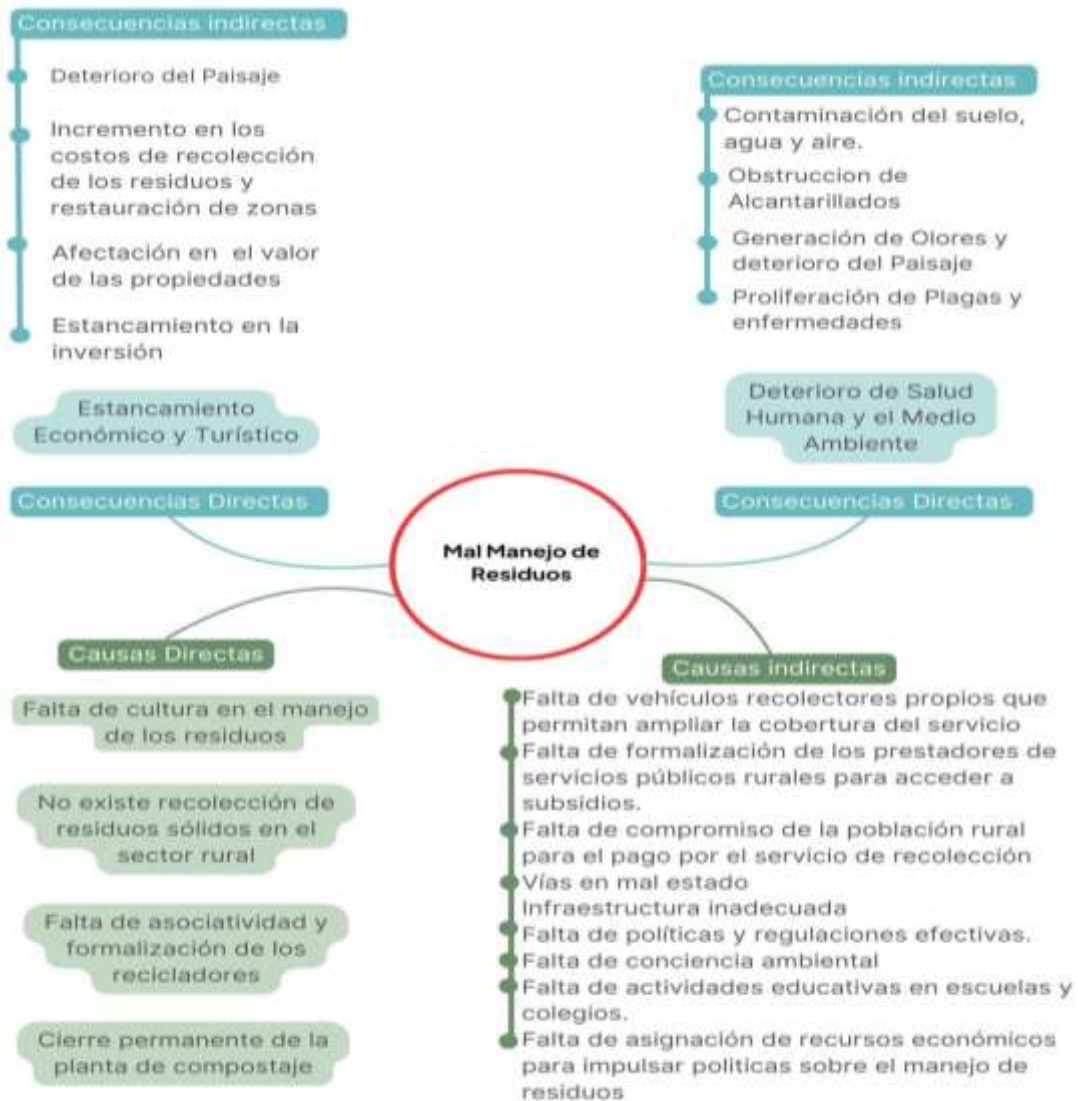 Consecuencias indirectas
Deterioro del Paisaje
Incremento en los
costos de recolección
de los residuos y
restauración de zonas
Afectación en el valor
de las propiedades
Estancamiento en la
inversión
Estancamiento
Económico y Turístico
Consecuencias Directas
Consecuencias indirectas
Contaminación del suelo,
agua y aire.
Obstruccion de
Alcantarillados
Generación de Olores y
deterioro del Paisaje
Proliferación de Plagas y
enfermedades
Deterioro de Salud
Humana y el Medio
Ambiente
Consecuencias Directas
Mal Manejo de
Residuos
Causas Directas
Falta de cultura en el manejo
de los residuos
No existe recolección de
residuos sólidos en el
sector rural
Falta de asociatividad y
formalización de los
recicladores
Cierre permanente de la
planta de compostaje
Causas indirectas
Falta de vehículos recolectores propios que
permitan ampliar la cobertura del servicio
Falta de formalización de los prestadores de
servicios públicos rurales para acceder a
subsidios.
Falta de compromiso de la población rural
para el pago por el servicio de recolección
Vías en mal estado
Infraestructura inadecuada
Falta de políticas y regulaciones efectivas.
Falta de conciencia ambiental
Falta de actividades educativas en escuelas y
colegios.
Falta de asignación de recursos económicos
para impulsar politicas sobre el manejo de
residuos